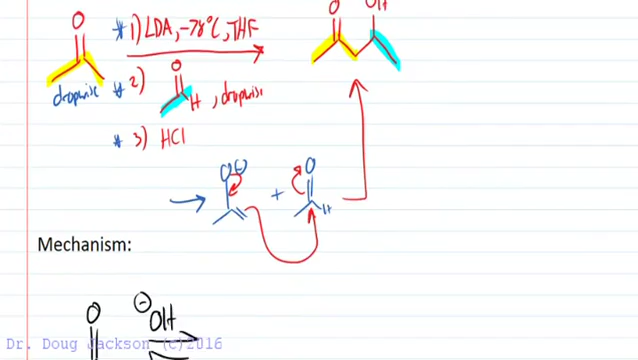 O OH
O * 1) LDA, -78°C, THF
O
dropwise * 2) H, dropwise
* 3) HCl
O⊖ + O
H
Mechanism:
O ⊖OH
Dr. Doug Jackson (c)2016